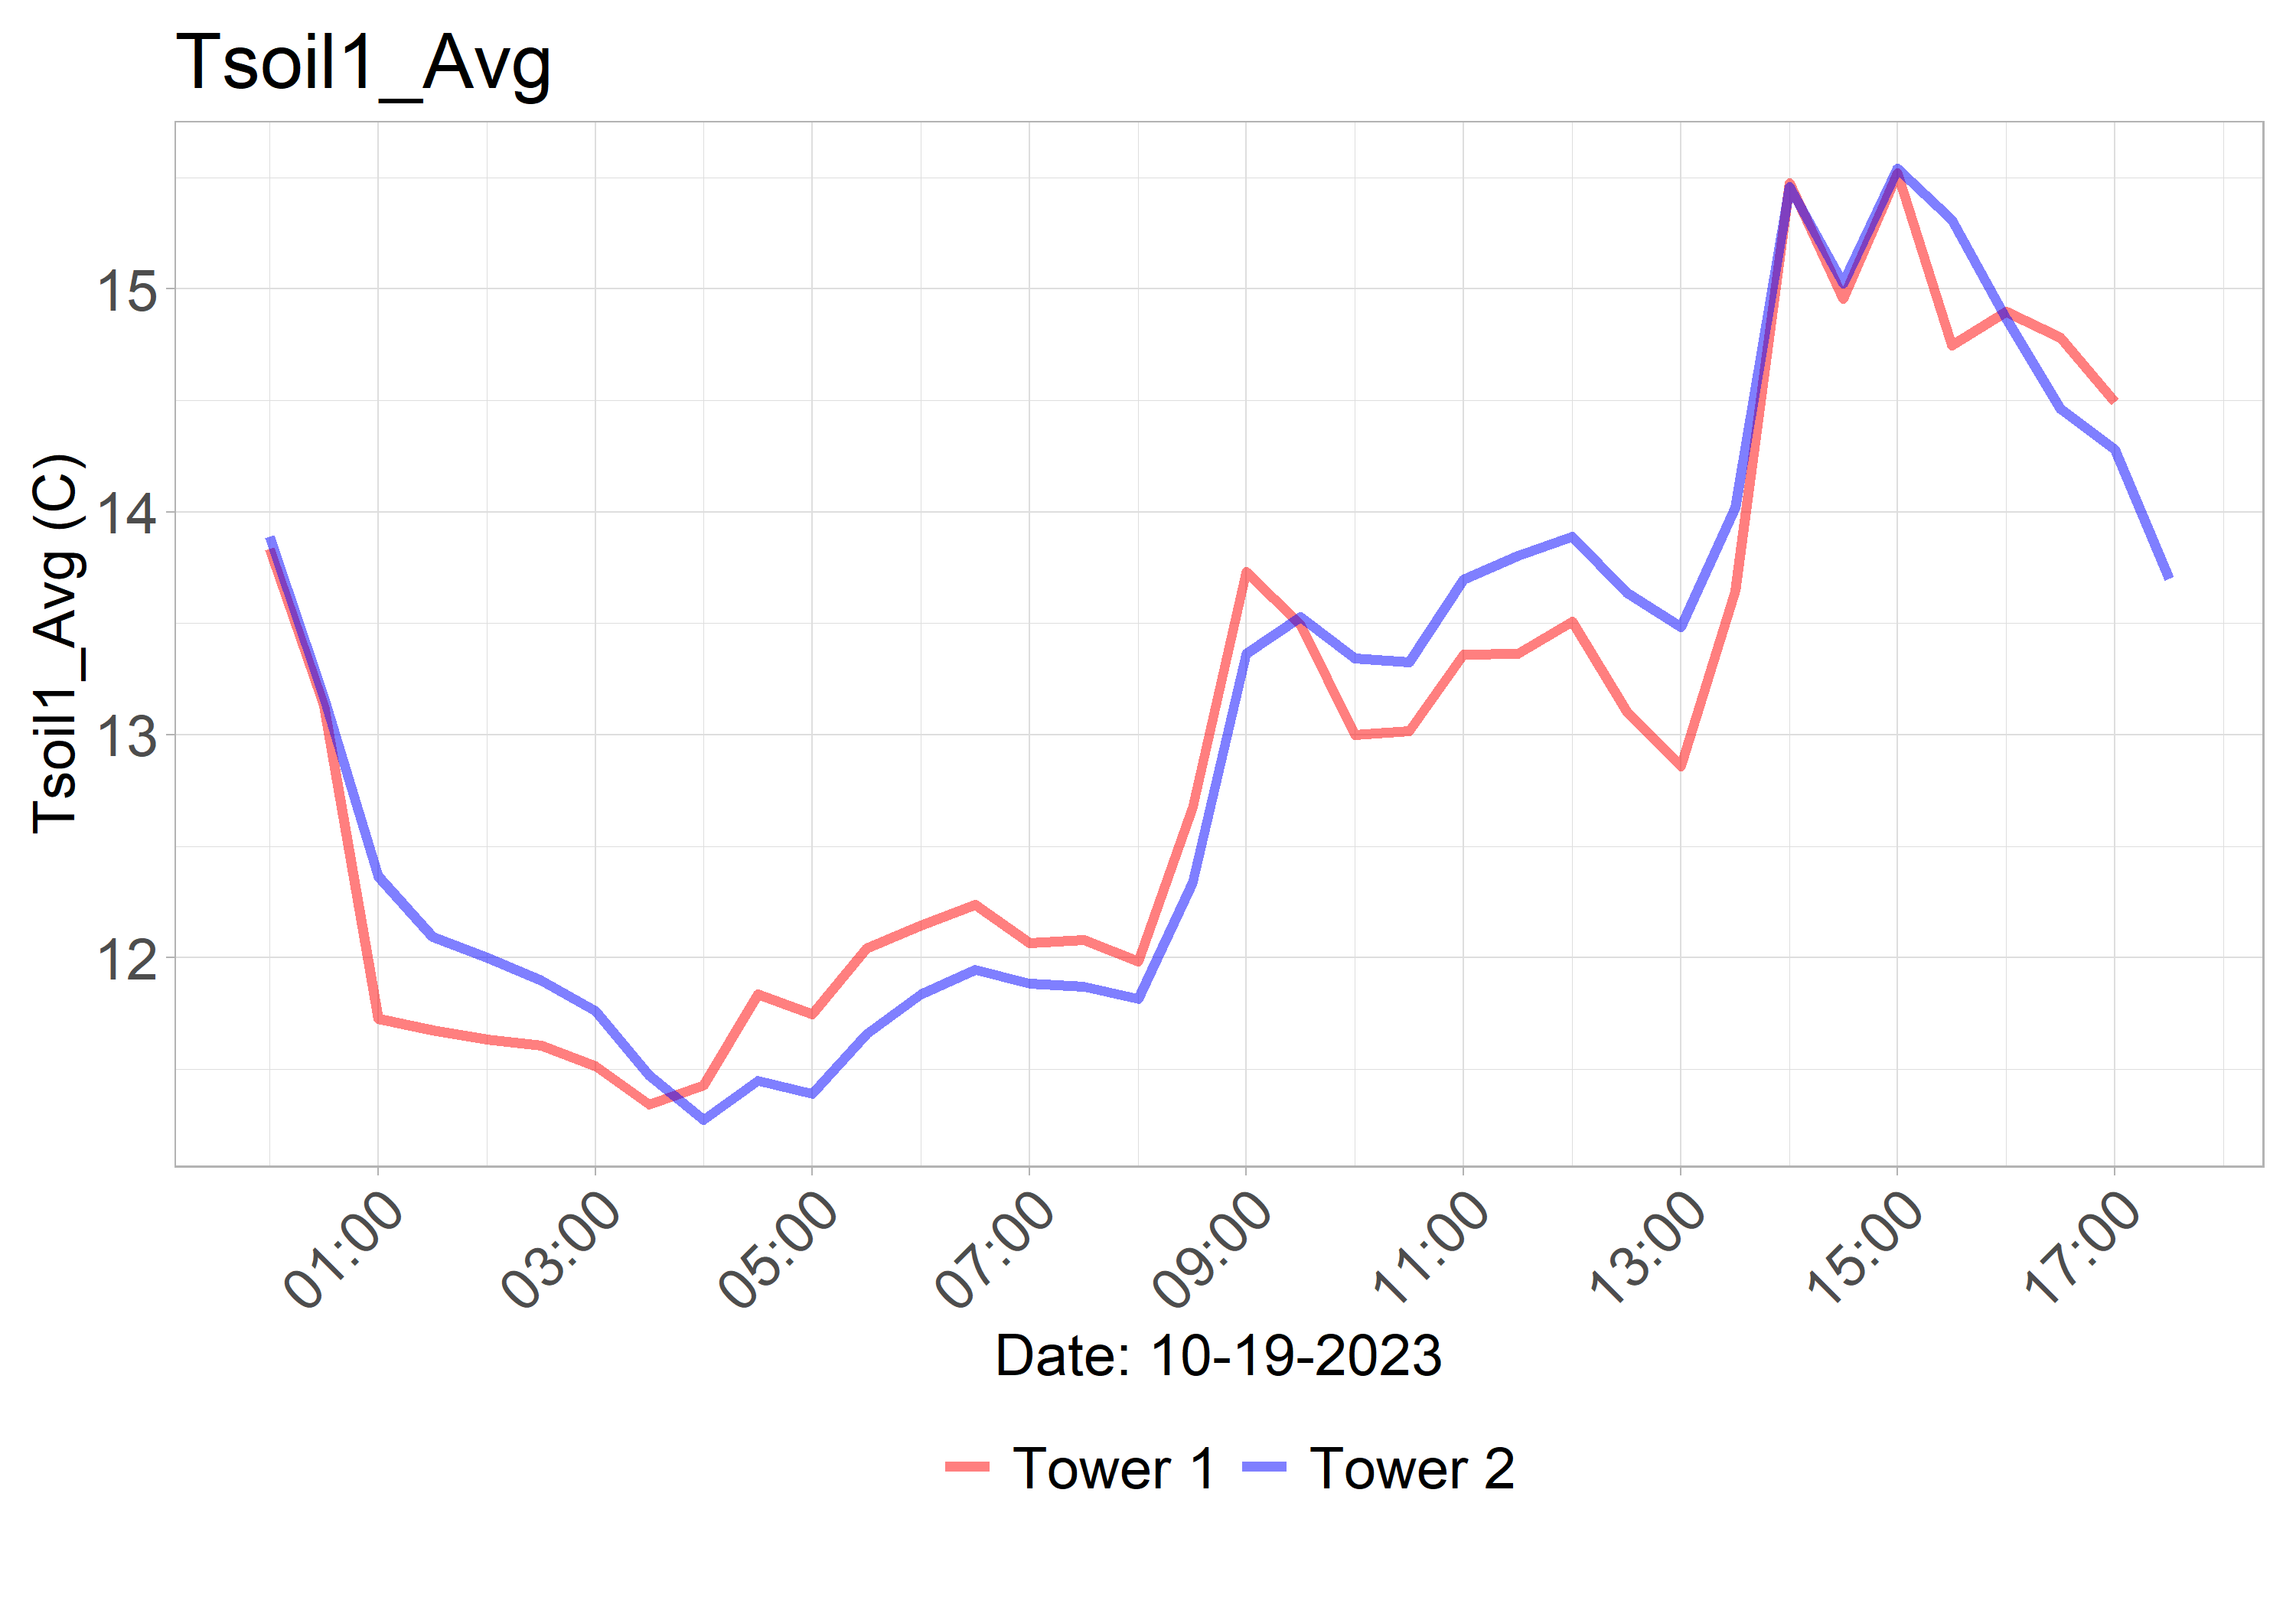 Tsoil1_Avg
Tsoil1_Avg (C)
15
14
13
12
01:00 03:00 05:00 07:00 09:00 11:00 13:00 15:00 17:00
Date: 10-19-2023
Tower 1 Tower 2